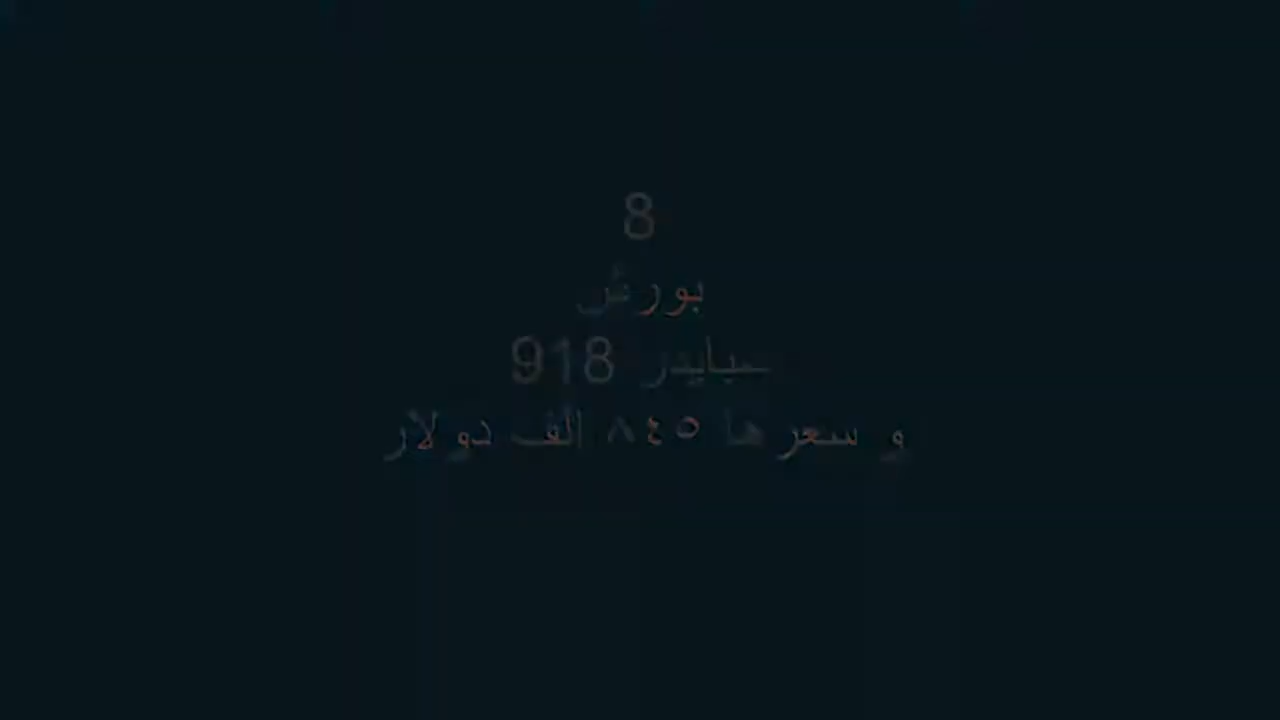 8
بورش
سبايدر 918
و سعرها ٨٤٥ الف دولار